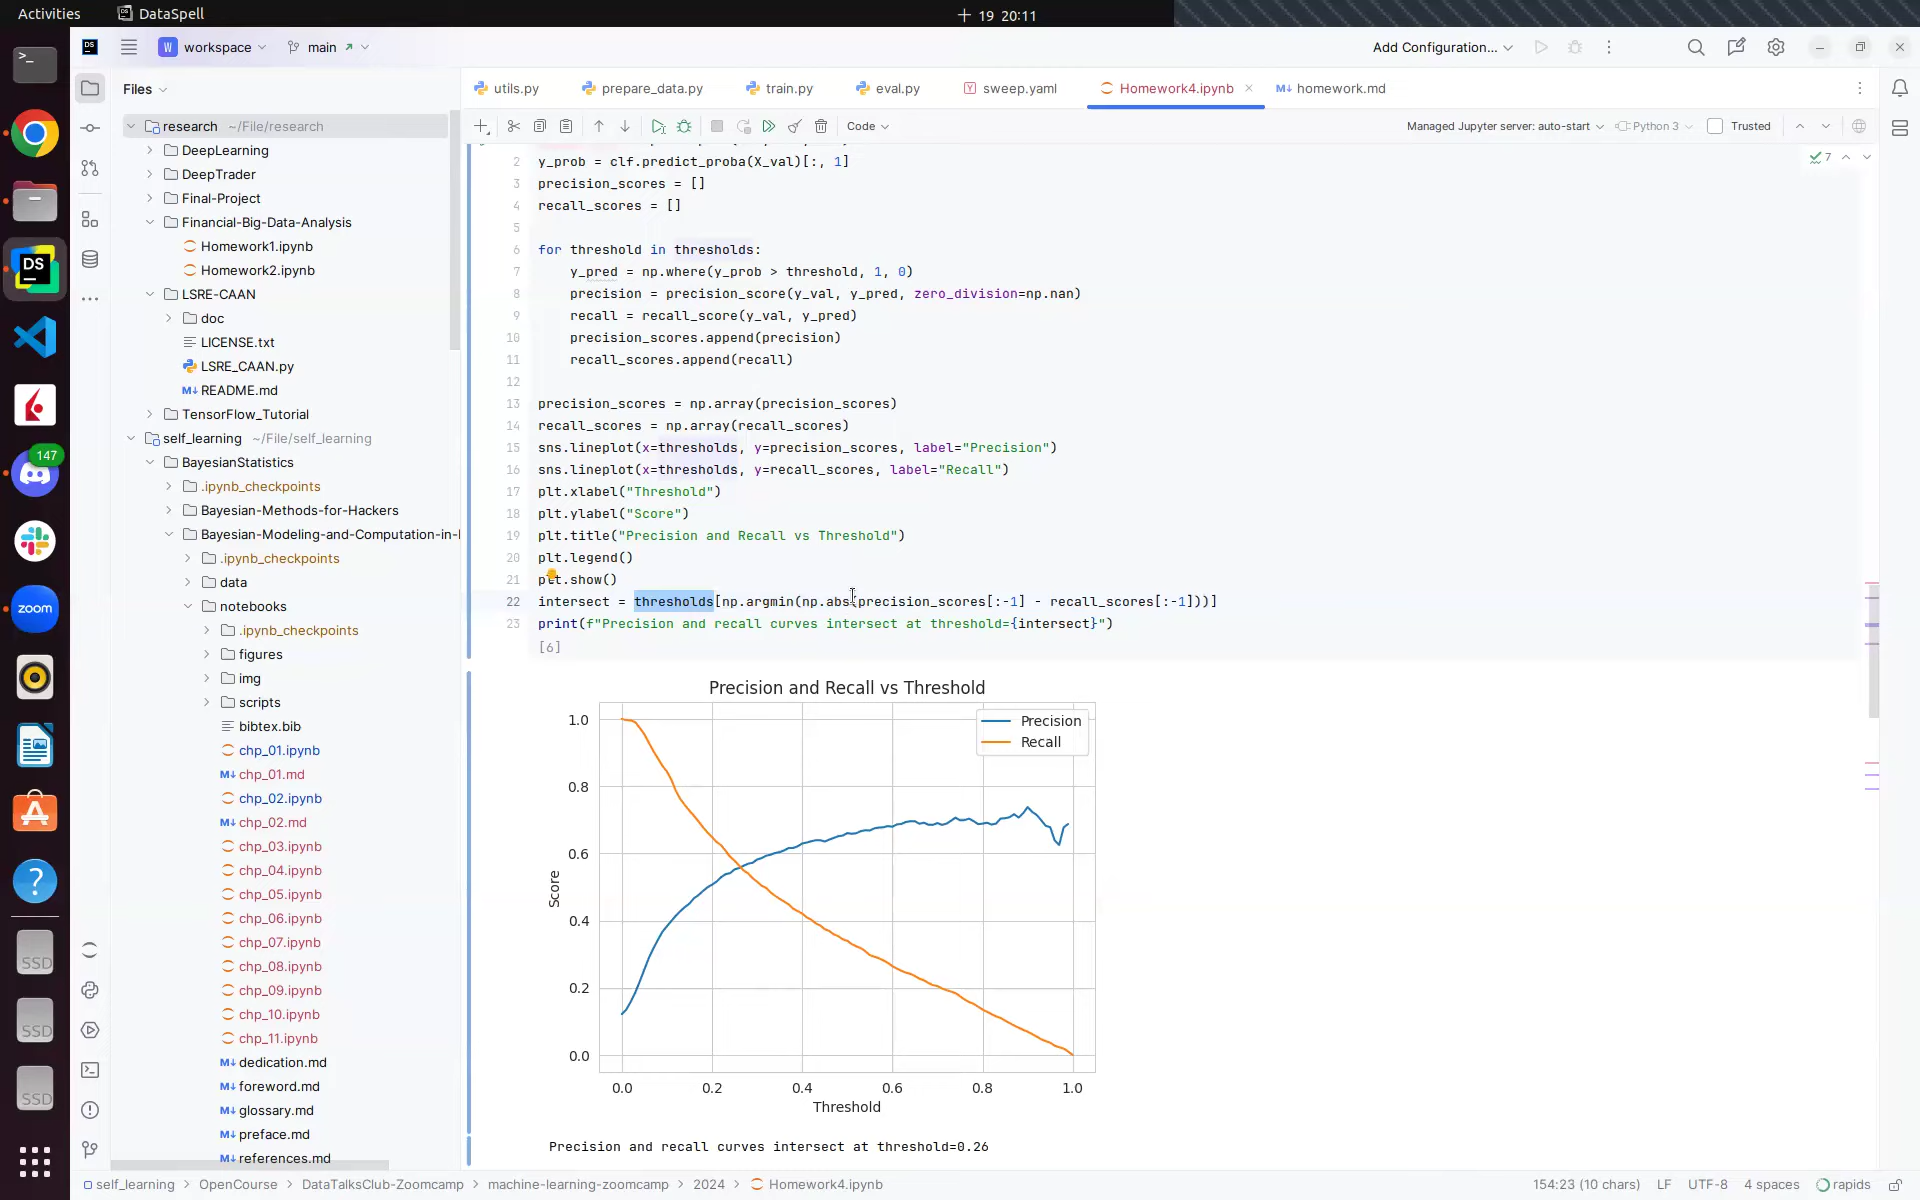 Activities
DataSpell
19 20:11
DS
W workspace
main
Add Configuration...
Files
utils.py
prepare_data.py
train.py
eval.py
sweep.yaml
Homework4.ipynb
M↓ homework.md
Code
Managed Jupyter server: auto-start
Python 3
Trusted
7
research ~/File/research
DeepLearning
DeepTrader
Final-Project
Financial-Big-Data-Analysis
Homework1.ipynb
Homework2.ipynb
LSRE-CAAN
doc
LICENSE.txt
LSRE_CAAN.py
M↓ README.md
TensorFlow_Tutorial
self_learning ~/File/self_learning
BayesianStatistics
.ipynb_checkpoints
Bayesian-Methods-for-Hackers
Bayesian-Modeling-and-Computation-in-
.ipynb_checkpoints
data
notebooks
.ipynb_checkpoints
figures
img
scripts
bibtex.bib
chp_01.ipynb
M↓ chp_01.md
chp_02.ipynb
M↓ chp_02.md
chp_03.ipynb
chp_04.ipynb
chp_05.ipynb
chp_06.ipynb
chp_07.ipynb
chp_08.ipynb
chp_09.ipynb
chp_10.ipynb
chp_11.ipynb
M↓ dedication.md
M↓ foreword.md
M↓ glossary.md
M↓ preface.md
M↓ references.md
DS
147
zoom
SSD
SSD
SSD
2 y_prob = clf.predict_proba(X_val)[:, 1]
3 precision_scores = []
4 recall_scores = []
5
6 for threshold in thresholds:
7 y_pred = np.where(y_prob > threshold, 1, 0)
8 precision = precision_score(y_val, y_pred, zero_division=np.nan)
9 recall = recall_score(y_val, y_pred)
10 precision_scores.append(precision)
11 recall_scores.append(recall)
12
13 precision_scores = np.array(precision_scores)
14 recall_scores = np.array(recall_scores)
15 sns.lineplot(x=thresholds, y=precision_scores, label="Precision")
16 sns.lineplot(x=thresholds, y=recall_scores, label="Recall")
17 plt.xlabel("Threshold")
18 plt.ylabel("Score")
19 plt.title("Precision and Recall vs Threshold")
20 plt.legend()
21 plt.show()
22 intersect = thresholds[np.argmin(np.abs(precision_scores[:-1] - recall_scores[:-1]))]
23 print(f"Precision and recall curves intersect at threshold={intersect}")
[6]
Precision and Recall vs Threshold
Precision
Recall
1.0
0.8
0.6
0.4
0.2
0.0
Score
0.0 0.2 0.4 0.6 0.8 1.0
Threshold
Precision and recall curves intersect at threshold=0.26
self_learning > OpenCourse > DataTalksClub-Zoomcamp > machine-learning-zoomcamp > 2024 > Homework4.ipynb
154:23 (10 chars) LF UTF-8 4 spaces rapids